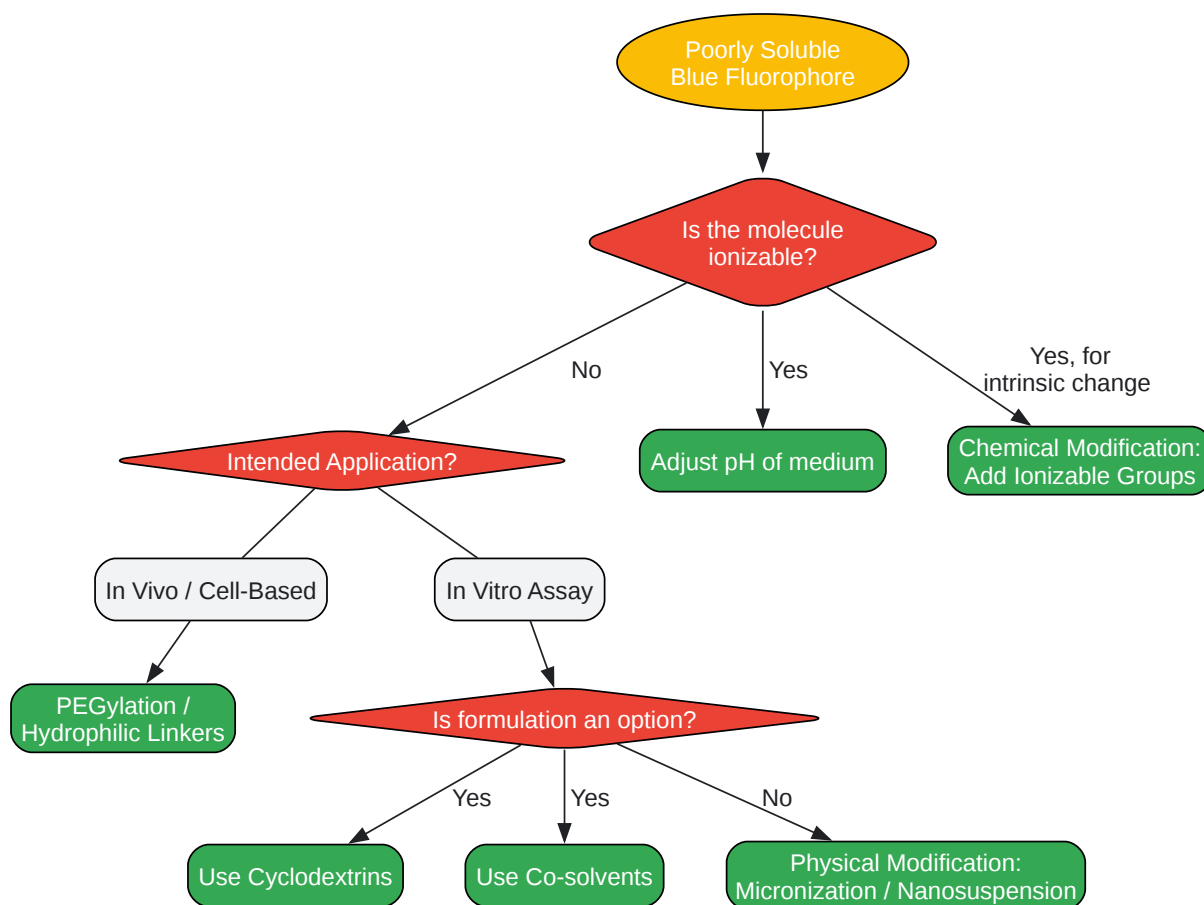 Poorly Soluble
Blue Fluorophore
Is the molecule
ionizable?
No
Yes
Yes, for
intrinsic change
Intended Application?
Adjust pH of medium
Chemical Modification:
Add Ionizable Groups
In Vivo / Cell-Based
In Vitro Assay
PEGylation /
Hydrophilic Linkers
Is formulation an option?
Yes
Yes
No
Use Cyclodextrins
Use Co-solvents
Physical Modification:
Micronization / Nanosuspension